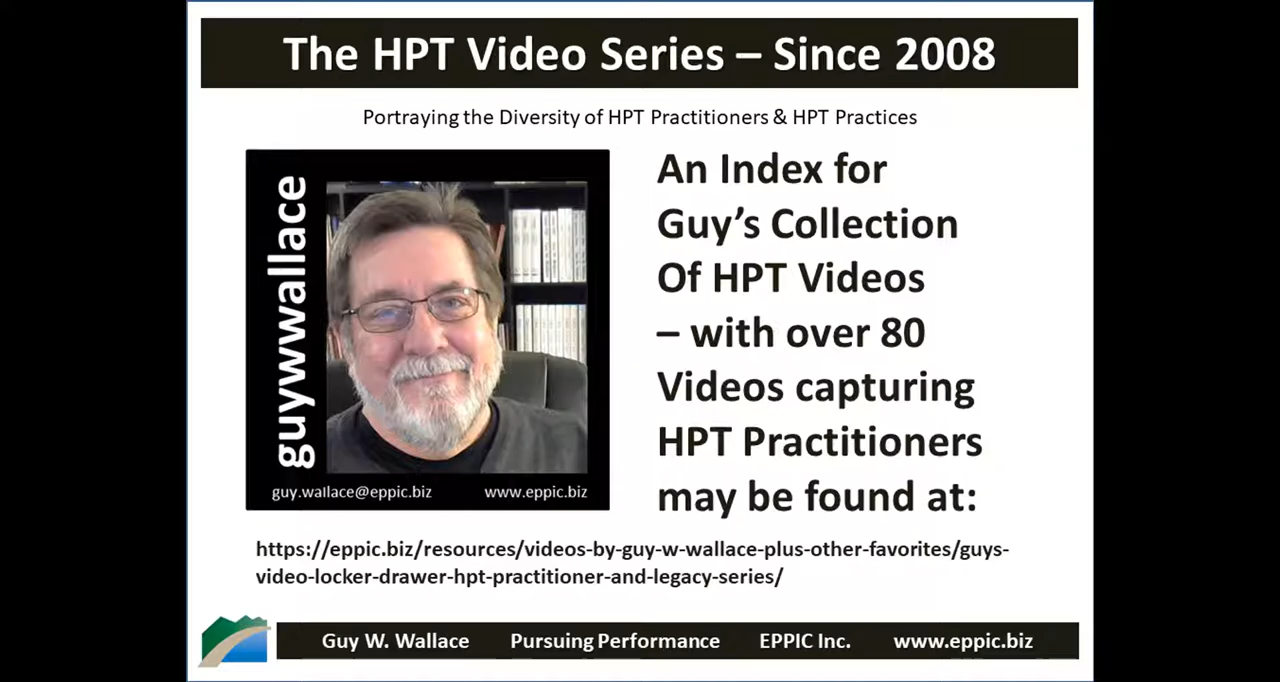 The HPT Video Series – Since 2008
Portraying the Diversity of HPT Practitioners & HPT Practices
guywwallace
guy.wallace@eppic.biz www.eppic.biz
An Index for
Guy’s Collection
Of HPT Videos
– with over 80
Videos capturing
HPT Practitioners
may be found at:
https://eppic.biz/resources/videos-by-guy-w-wallace-plus-other-favorites/guys-
video-locker-drawer-hpt-practitioner-and-legacy-series/
Guy W. Wallace Pursuing Performance EPPIC Inc. www.eppic.biz